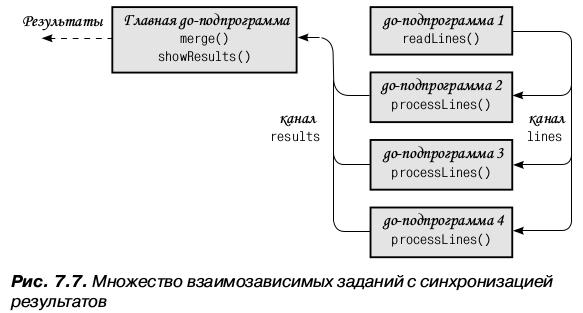 Результаты
Главная go-подпрограмма
merge()
showResults()
go-подпрограмма 1
readLines()
go-подпрограмма 2
processLines()
канал
results
канал
lines
go-подпрограмма 3
processLines()
go-подпрограмма 4
processLines()
Рис. 7.7. Множество взаимозависимых заданий с синхронизацией
результатов